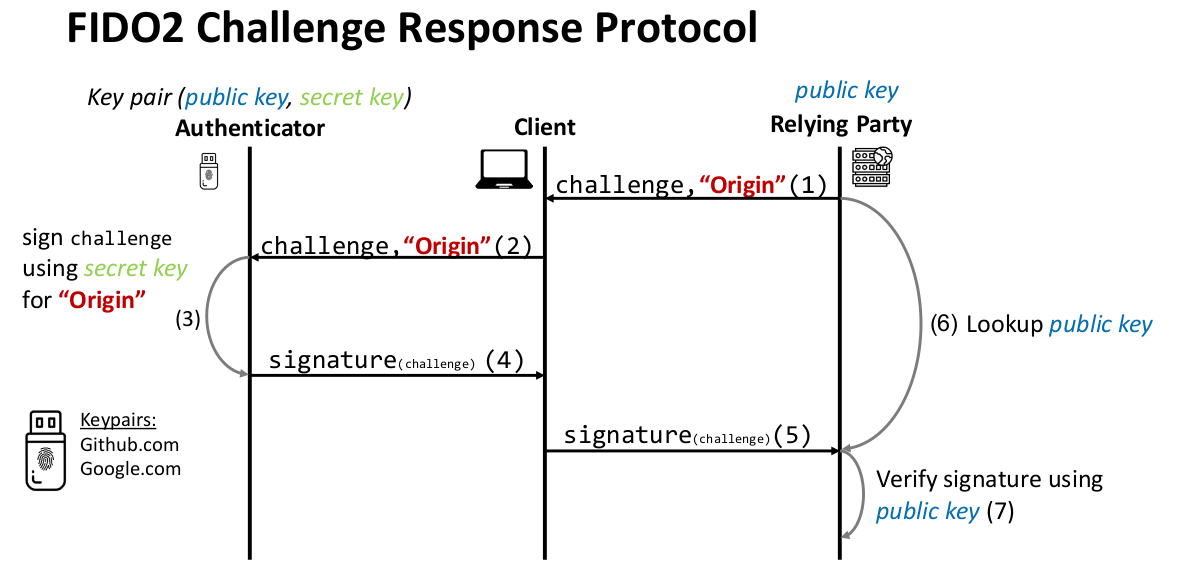 FIDO2 Challenge Response Protocol
Key pair (public key, secret key)
public key
Authenticator
Client
Relying Party
challenge, “Origin” (1)
challenge, “Origin” (2)
sign challenge
using secret key
for “Origin”
(3)
(6) Lookup public key
signature(challenge) (4)
Keypairs:
Github.com
Google.com
signature(challenge) (5)
Verify signature using
public key (7)